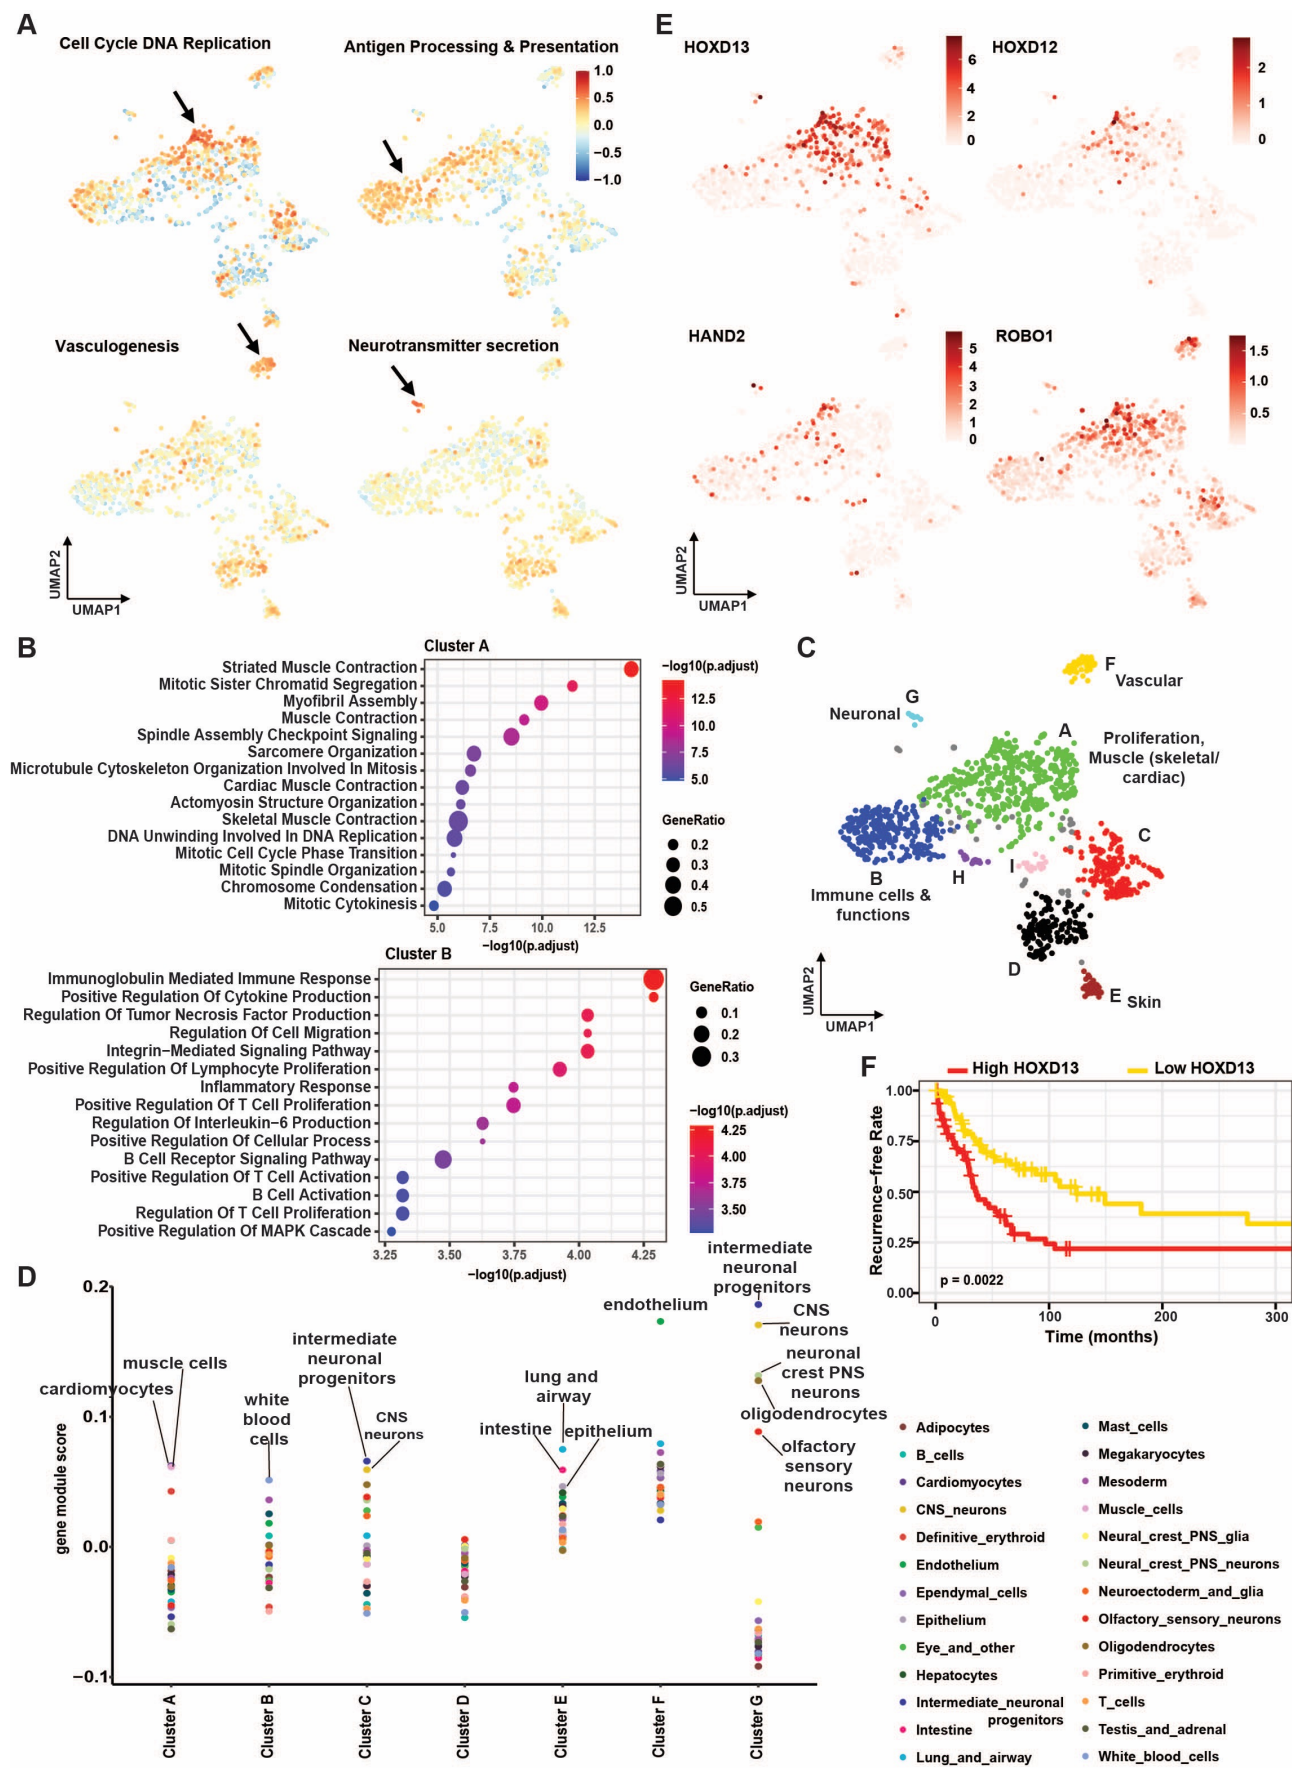 A
Cell Cycle DNA Replication
Antigen Processing & Presentation
1.0
0.5
0.0
−0.5
−1.0
Vasculogenesis
Neurotransmitter secretion
UMAP2
UMAP1
E
HOXD13
6
4
2
0
HOXD12
2
1
0
HAND2
5
4
3
2
1
0
ROBO1
1.5
1.0
0.5
UMAP2
UMAP1
B
Cluster A
Striated Muscle Contraction
Mitotic Sister Chromatid Segregation
Myofibril Assembly
Muscle Contraction
Spindle Assembly Checkpoint Signaling
Sarcomere Organization
Microtubule Cytoskeleton Organization Involved In Mitosis
Cardiac Muscle Contraction
Actomyosin Structure Organization
Skeletal Muscle Contraction
DNA Unwinding Involved In DNA Replication
Mitotic Cell Cycle Phase Transition
Mitotic Spindle Organization
Chromosome Condensation
Mitotic Cytokinesis
5.0 7.5 10.0 12.5
−log10(p.adjust)
−log10(p.adjust)
12.5
10.0
7.5
5.0
GeneRatio
0.2
0.3
0.4
0.5
Cluster B
Immunoglobulin Mediated Immune Response
Positive Regulation Of Cytokine Production
Regulation Of Tumor Necrosis Factor Production
Regulation Of Cell Migration
Integrin−Mediated Signaling Pathway
Positive Regulation Of Lymphocyte Proliferation
Inflammatory Response
Positive Regulation Of T Cell Proliferation
Regulation Of Interleukin−6 Production
Positive Regulation Of Cellular Process
B Cell Receptor Signaling Pathway
Positive Regulation Of T Cell Activation
B Cell Activation
Regulation Of T Cell Proliferation
Positive Regulation Of MAPK Cascade
3.25 3.50 3.75 4.00 4.25
−log10(p.adjust)
GeneRatio
0.1
0.2
0.3
−log10(p.adjust)
4.25
4.00
3.75
3.50
C
F
Vascular
G
Neuronal
A
Proliferation,
Muscle (skeletal/
cardiac)
C
B
Immune cells &
functions
H
I
D
E Skin
UMAP2
UMAP1
F
High HOXD13
Low HOXD13
Recurrence−free Rate
1.00
0.75
0.50
0.25
0.00
p = 0.0022
0 100 200 300
Time (months)
D
gene module score
0.2
0.1
0.0
−0.1
cardiomyocytes
muscle cells
white
blood
cells
intermediate
neuronal
progenitors
CNS
neurons
lung and
airway
intestine
epithelium
endothelium
intermediate
neuronal
progenitors
CNS
neurons
neuronal
crest PNS
neurons
oligodendrocytes
olfactory
sensory
neurons
Cluster A
Cluster B
Cluster C
Cluster D
Cluster E
Cluster F
Cluster G
Adipocytes
B_cells
Cardiomyocytes
CNS_neurons
Definitive_erythroid
Endothelium
Ependymal_cells
Epithelium
Eye_and_other
Hepatocytes
Intermediate_neuronal
progenitors
Intestine
Lung_and_airway
Mast_cells
Megakaryocytes
Mesoderm
Muscle_cells
Neural_crest_PNS_glia
Neural_crest_PNS_neurons
Neuroectoderm_and_glia
Olfactory_sensory_neurons
Oligodendrocytes
Primitive_erythroid
T_cells
Testis_and_adrenal
White_blood_cells